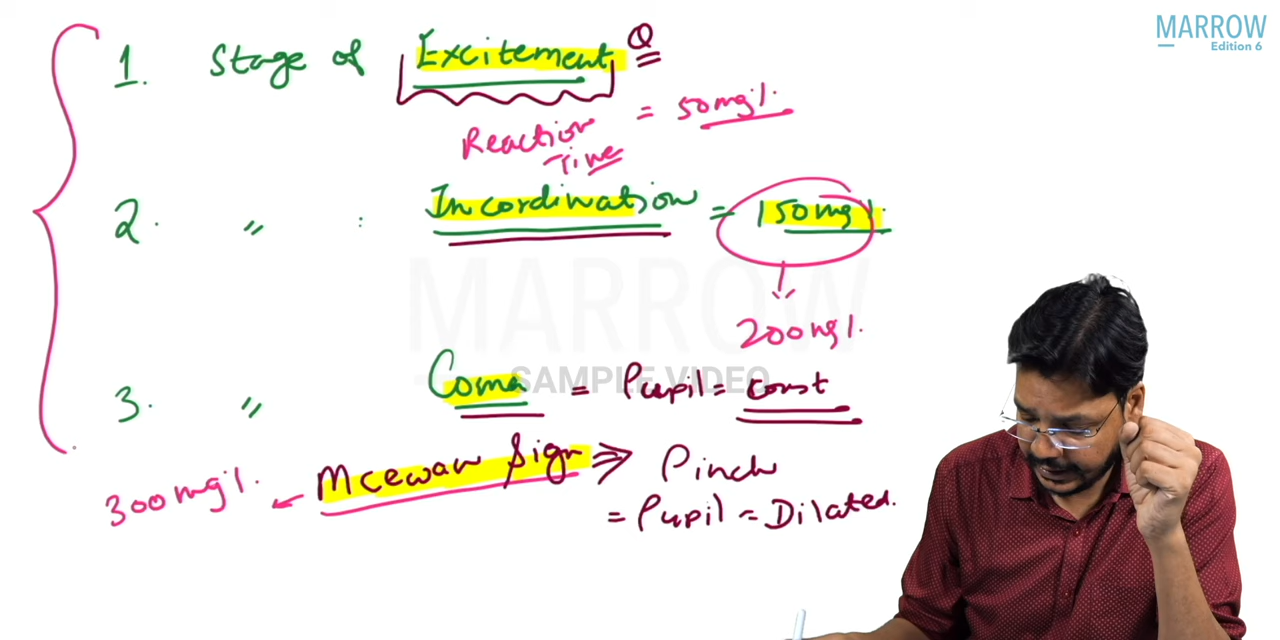 MARROW
Edition 6
1. Stage of Excitement Q
Reaction Time = 50mg%.
2. " : Incordination = 150mg%.
200mg%.
MARROW
SAMPLE VIDEO
3. " Coma = Pupil = const
300mg%. ← Mcewan Sign ⇒ Pinch
= Pupil = Dilated.